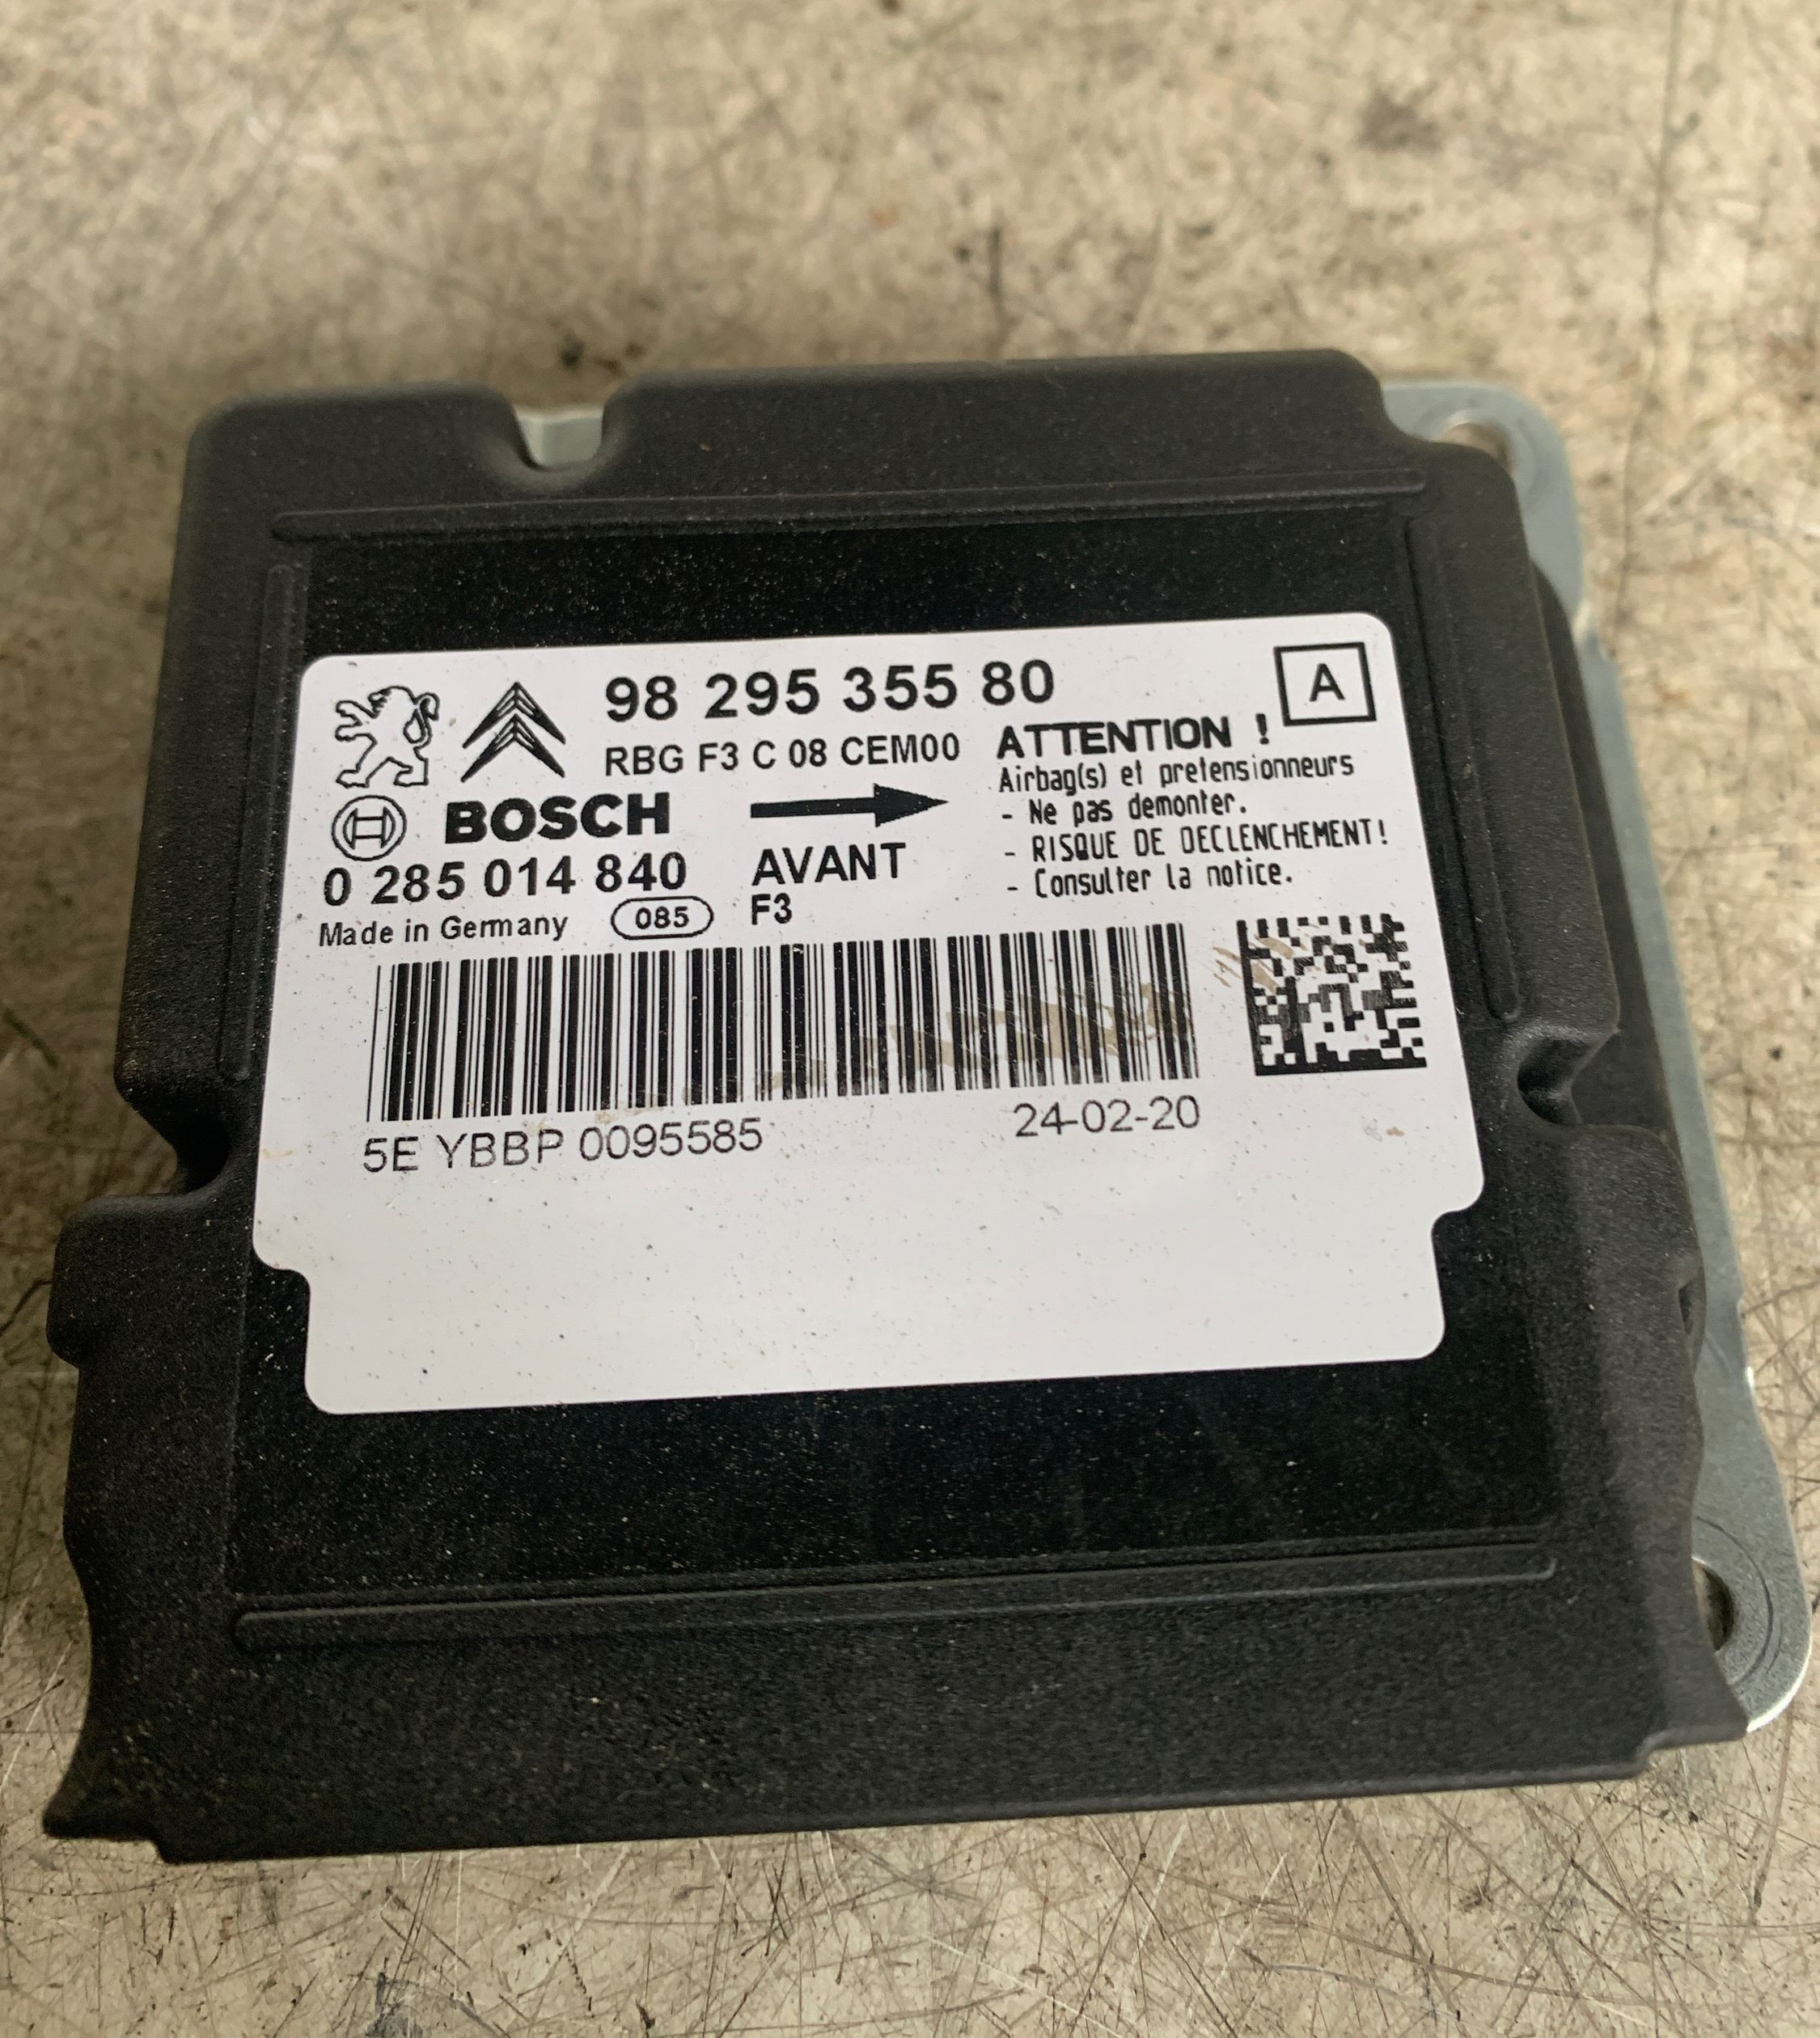 98 295 355 80
A
RBG F3 C 08 CEM00
ATTENTION !
Airbag(s) et pretensionneurs
- Ne pas demonter.
- RISQUE DE DECLENCHEMENT!
- Consulter la notice.
BOSCH
AVANT
0 285 014 840
F3
Made in Germany
085
5E YBBP 0095585
24-02-20